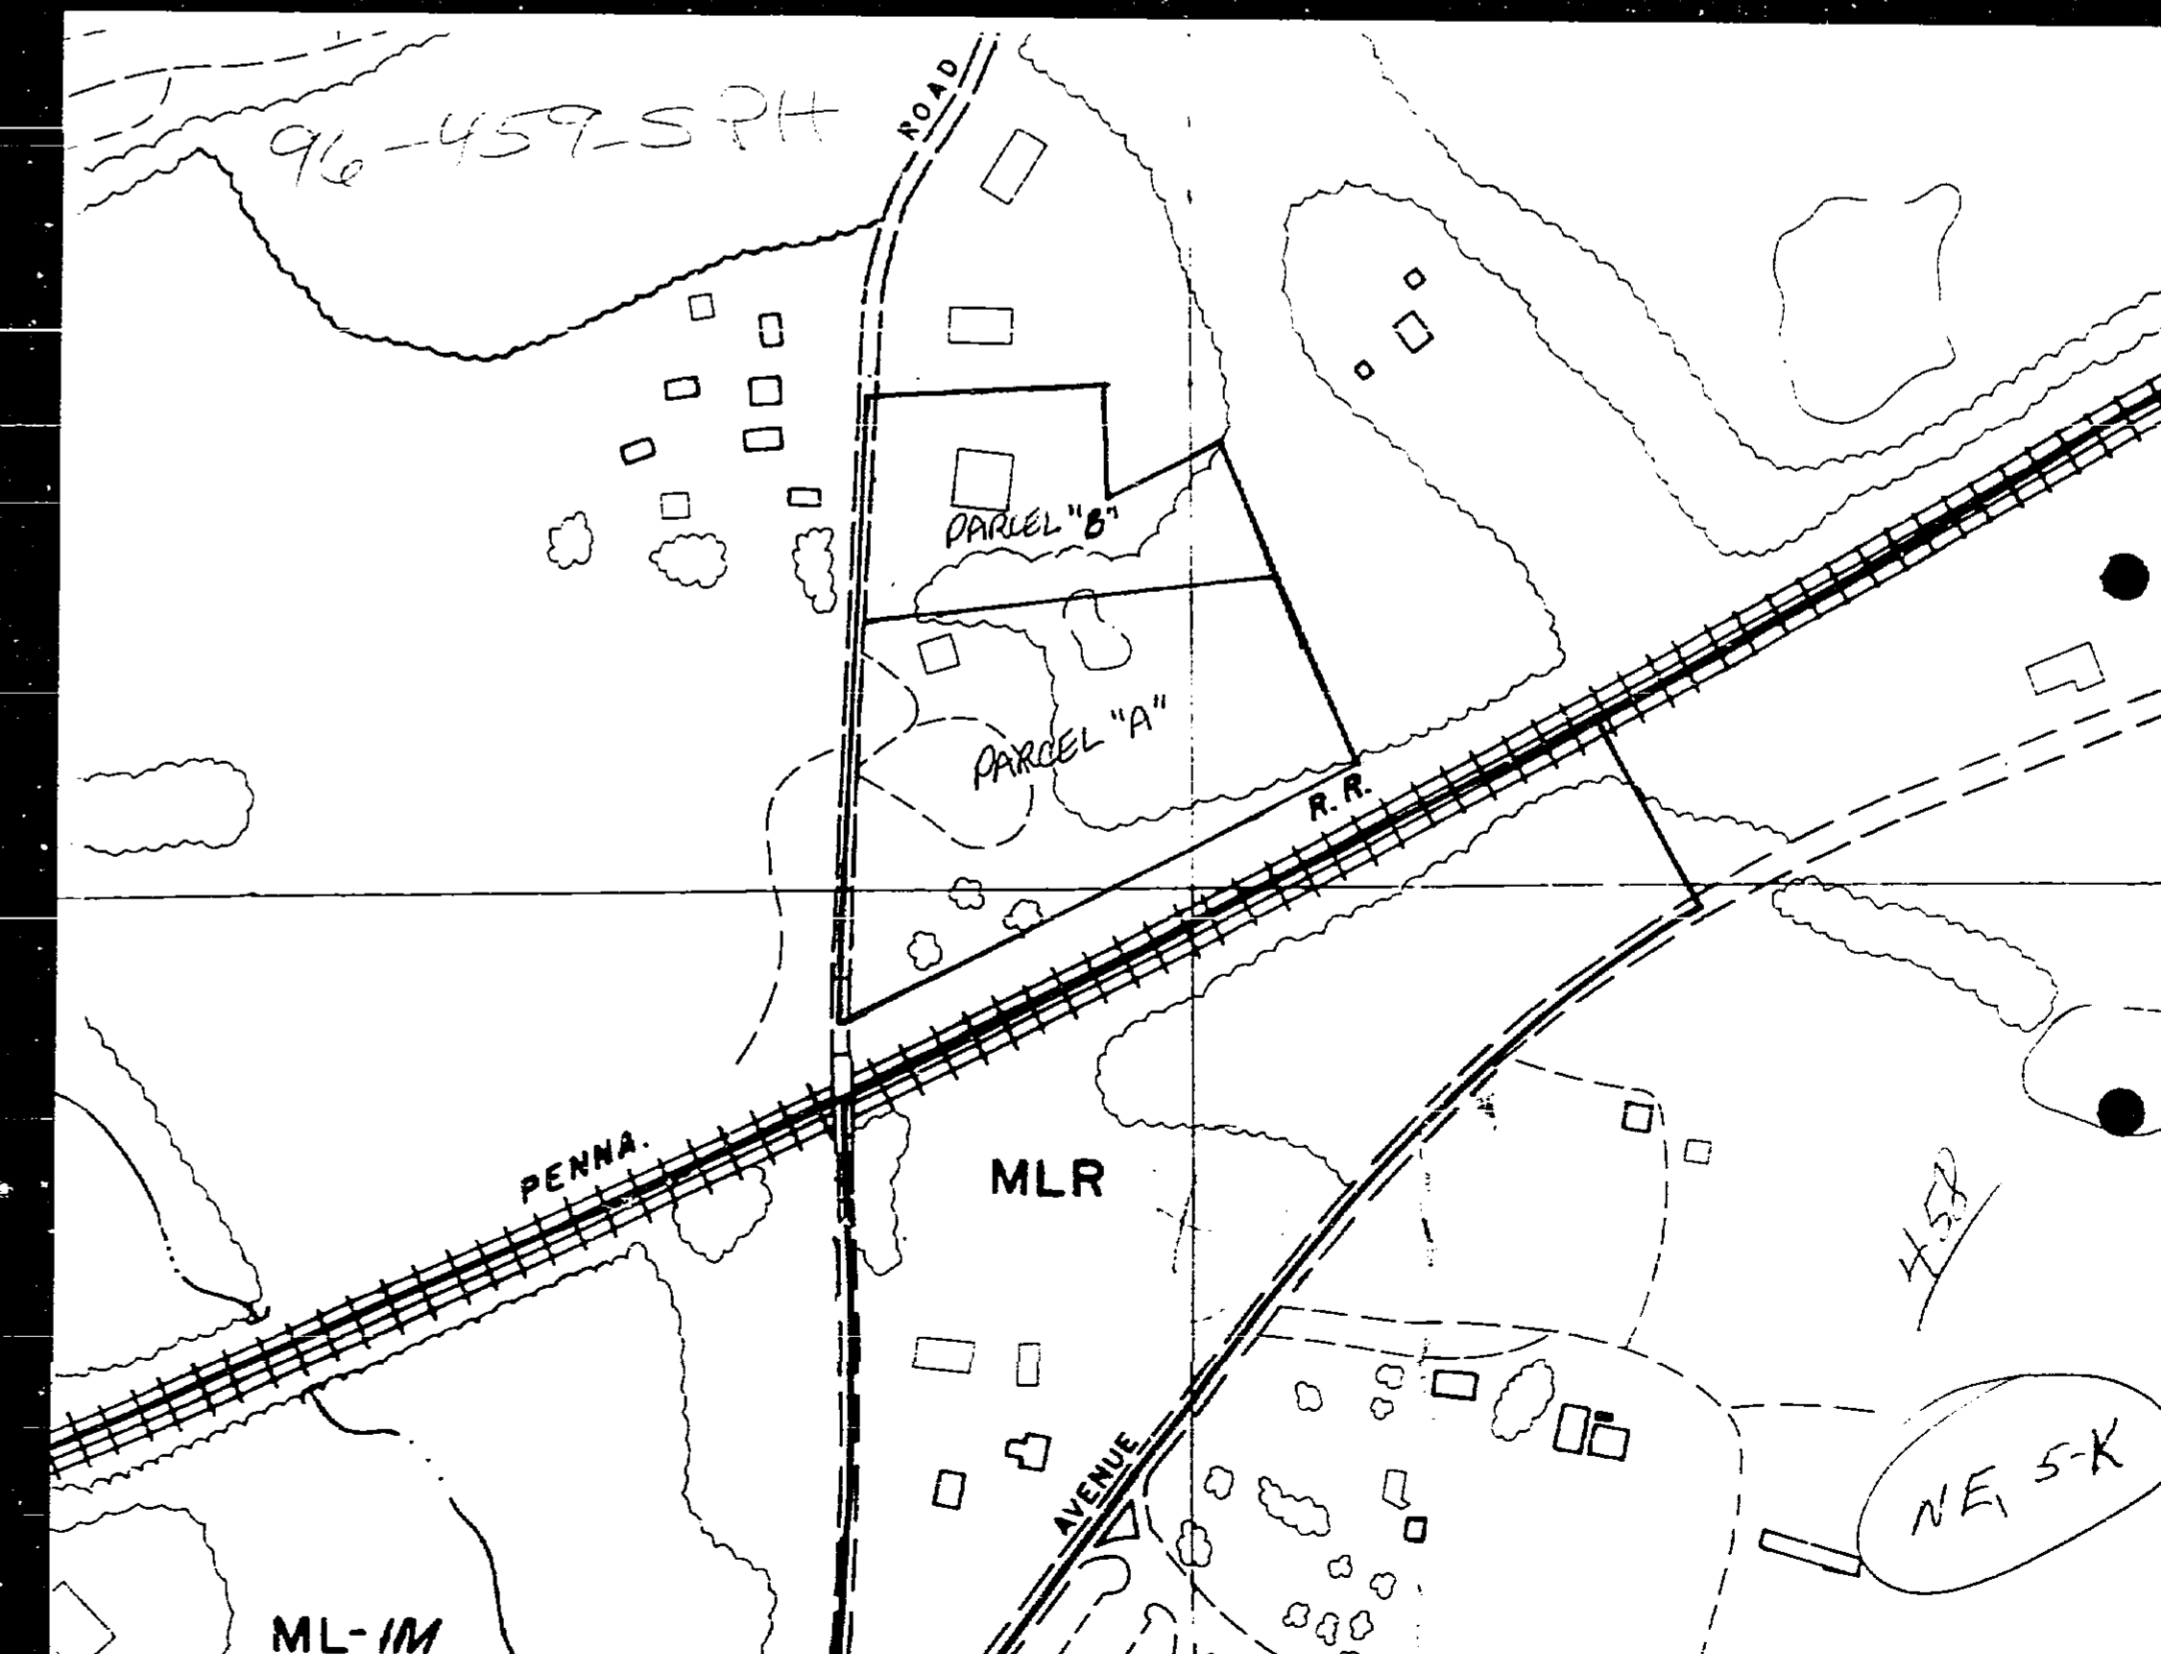 96-459-SPH
ROAD
PARCEL "B"
PARCEL "A"
R.R.
PENNA.
MLR
458
AVENUE
NE, 5-K
ML-IM